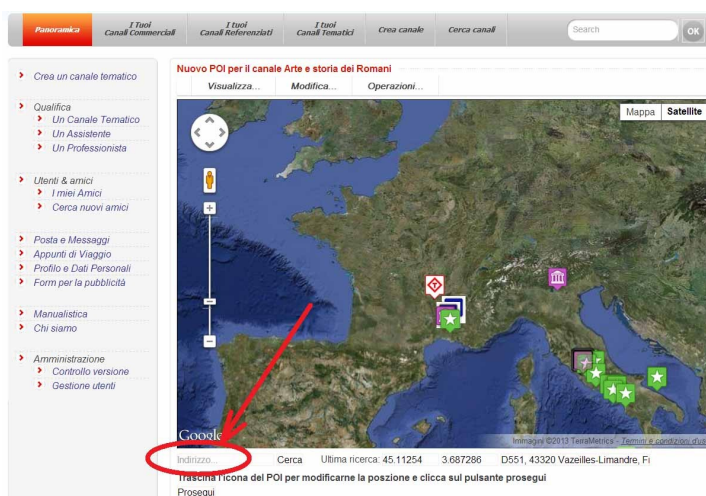 Panoramica
I Tuoi
Canali Commerciali
I tuoi
Canali Referenziati
I tuoi
Canali Tematici
Crea canale
Cerca canali
Search
OK
Crea un canale tematico
Qualifica
Un Canale Tematico
Un Assistente
Un Professionista
Utenti & amici
I miei Amici
Cerca nuovi amici
Posta e Messaggi
Appunti di Viaggio
Profilo e Dati Personali
Form per la pubblicità
Manualistica
Chi siamo
Amministrazione
Controllo versione
Gestione utenti
Nuovo POI per il canale Arte e storia dei Romani
Visualizza... Modifica... Operazioni...
Mappa Satellite
Google
Immagini ©2013 TerraMetrics - Termini e condizioni d'us
Indirizzo... Cerca Ultima ricerca: 45.11254 3.687286 D551, 43320 Vazeilles-Limandre, Fr
Trascina l'icona del POI per modificarne la poszione e clicca sul pulsante prosegui
Prosegui